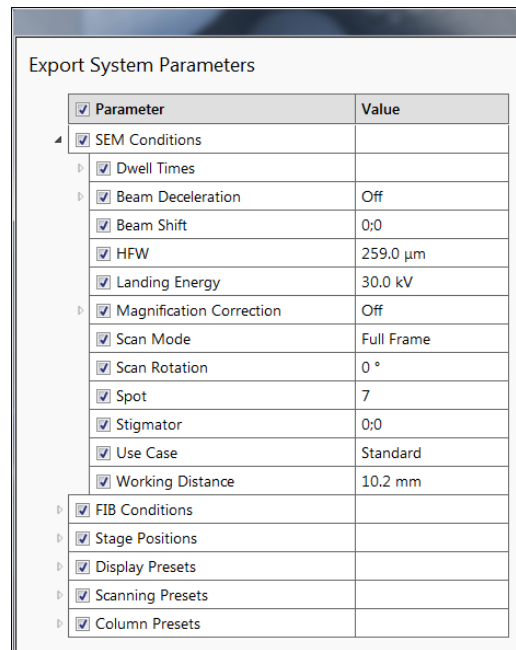 Export System Parameters
Parameter Value
SEM Conditions
Dwell Times
Beam Deceleration Off
Beam Shift 0;0
HFW 259.0 µm
Landing Energy 30.0 kV
Magnification Correction Off
Scan Mode Full Frame
Scan Rotation 0 °
Spot 7
Stigmator 0;0
Use Case Standard
Working Distance 10.2 mm
FIB Conditions
Stage Positions
Display Presets
Scanning Presets
Column Presets